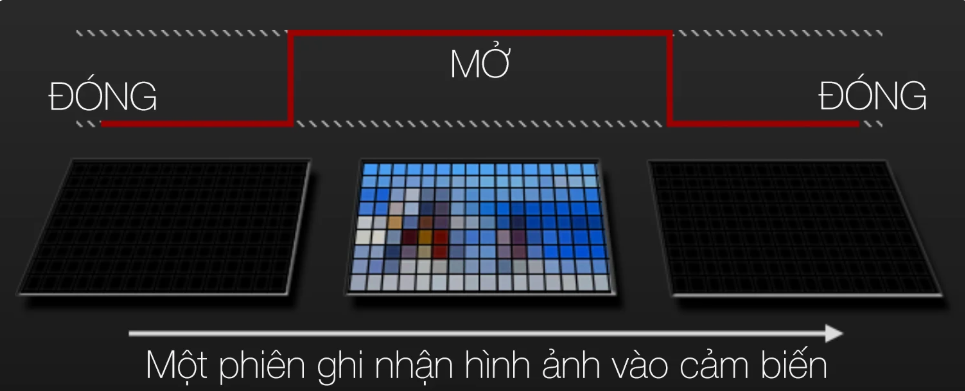 MỞ
ĐÓNG
ĐÓNG
Một phiên ghi nhận hình ảnh vào cảm biến